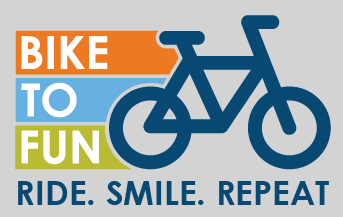 BIKE
TO
FUN
RIDE. SMILE. REPEAT